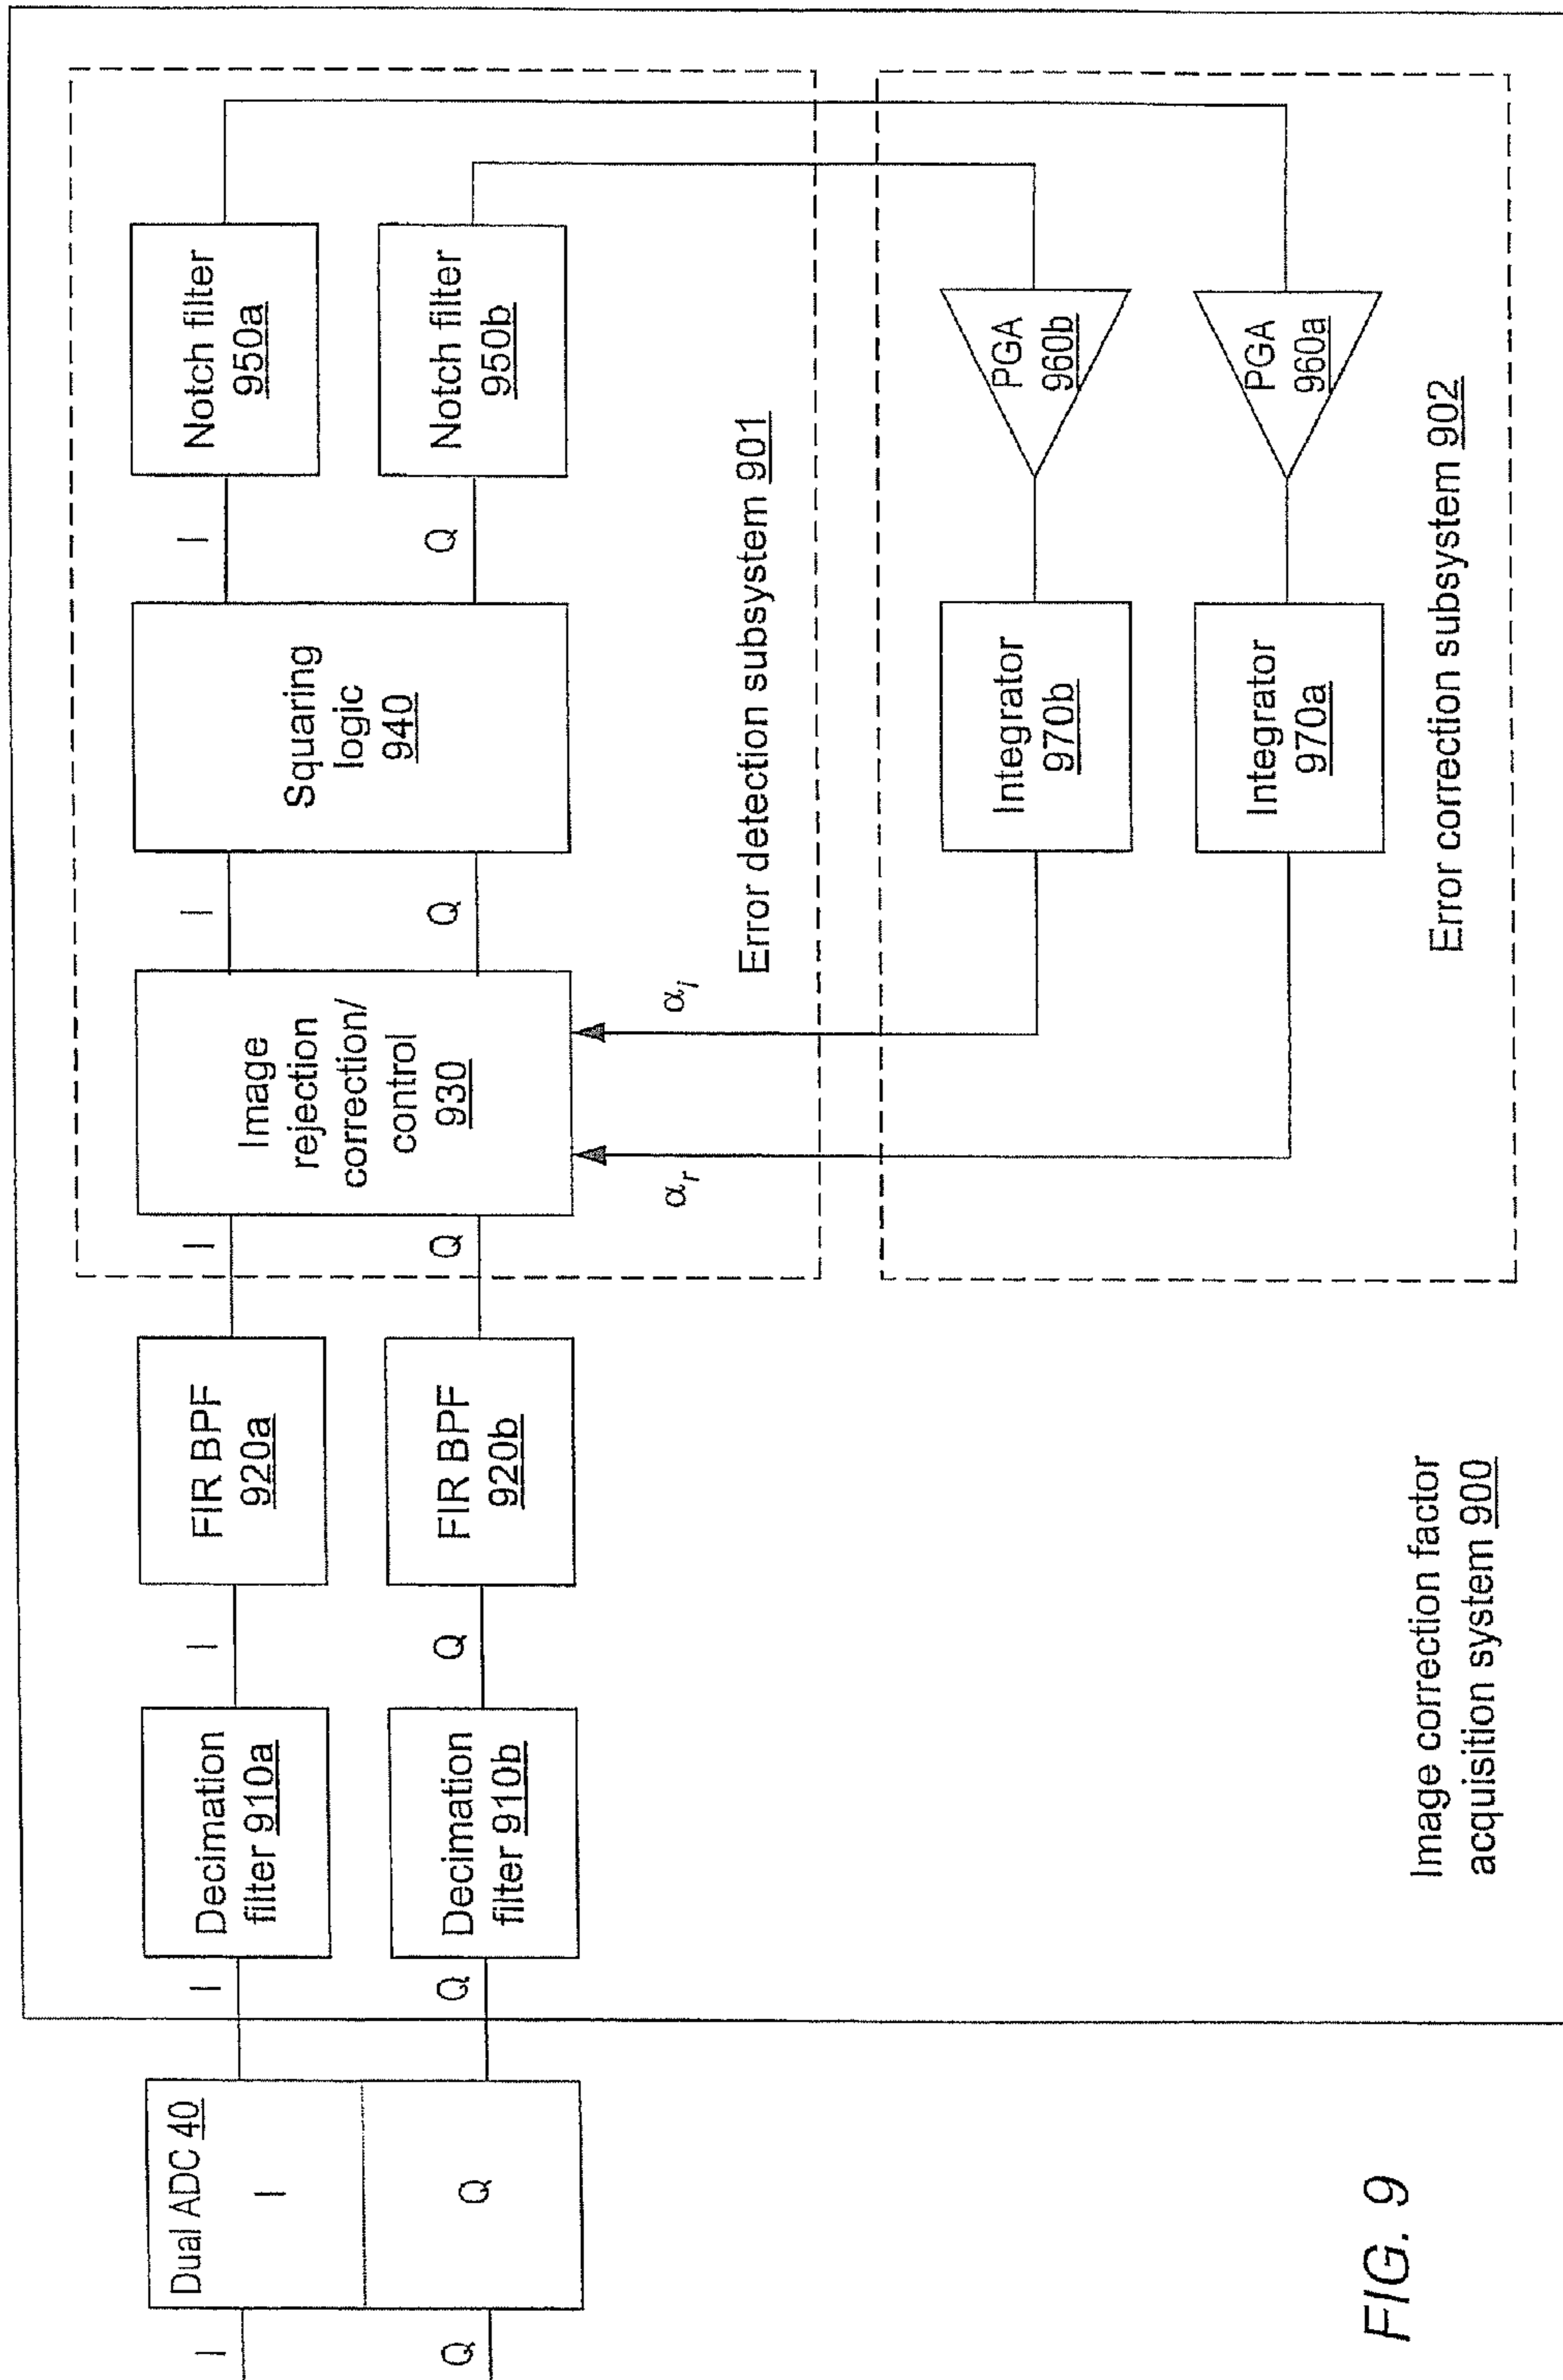 I
Q
Dual ADC 40
I
Q
I
Q
Decimation
filter 910a
Decimation
filter 910b
I
Q
FIR BPF
920a
FIR BPF
920b
I
Q
Image
rejection
correction/
control
930
I
Q
Squaring
logic
940
I
Q
Notch filter
950a
Notch filter
950b
αr
αi
Error detection subsystem 901
Integrator
970b
PGA
960b
Integrator
970a
PGA
960a
Error correction subsystem 902
Image correction factor
acquisition system 900
FIG. 9